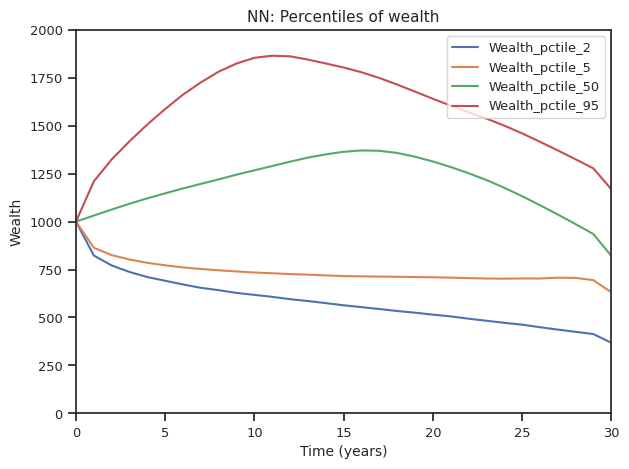 NN: Percentiles of wealth
2000
1750
1500
1250
1000
750
500
250
0
Wealth
Wealth_pctile_2
Wealth_pctile_5
Wealth_pctile_50
Wealth_pctile_95
0 5 10 15 20 25 30
Time (years)